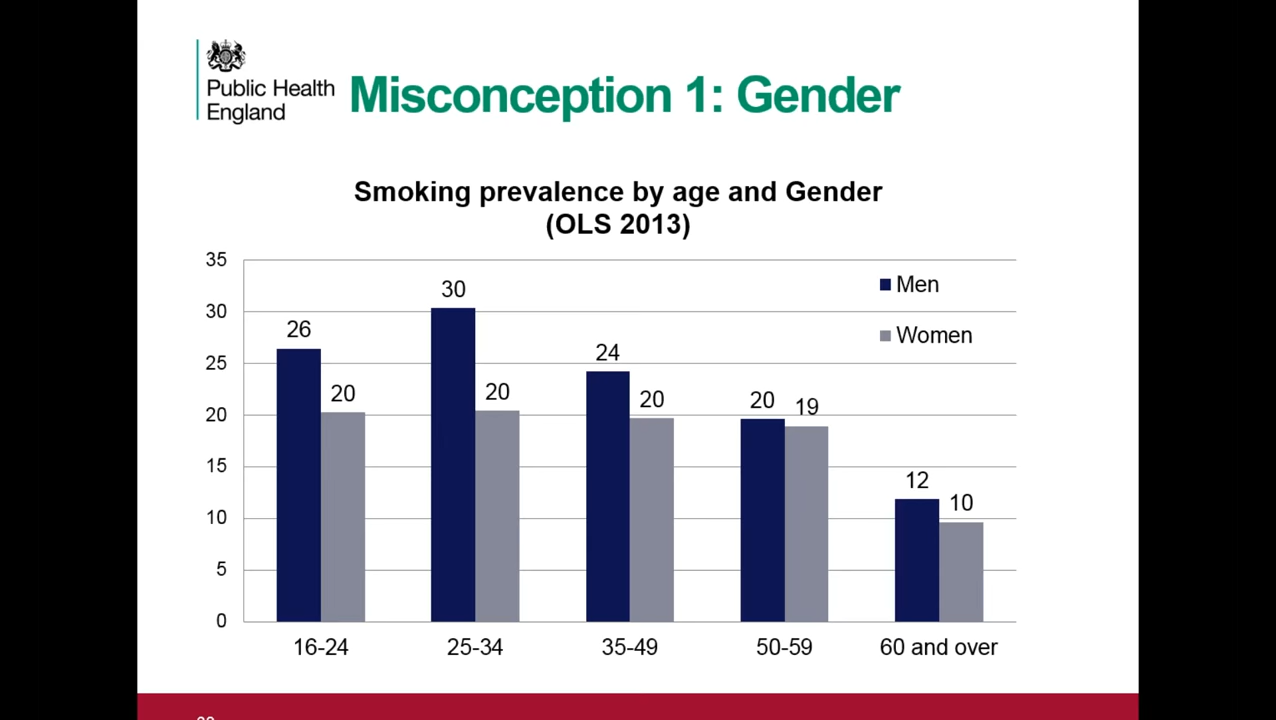 Public Health
England
Misconception 1: Gender
Smoking prevalence by age and Gender
(OLS 2013)
35
30
25
20
15
10
5
0
Men
Women
26
20
30
20
24
20
20
19
12
10
16-24
25-34
35-49
50-59
60 and over